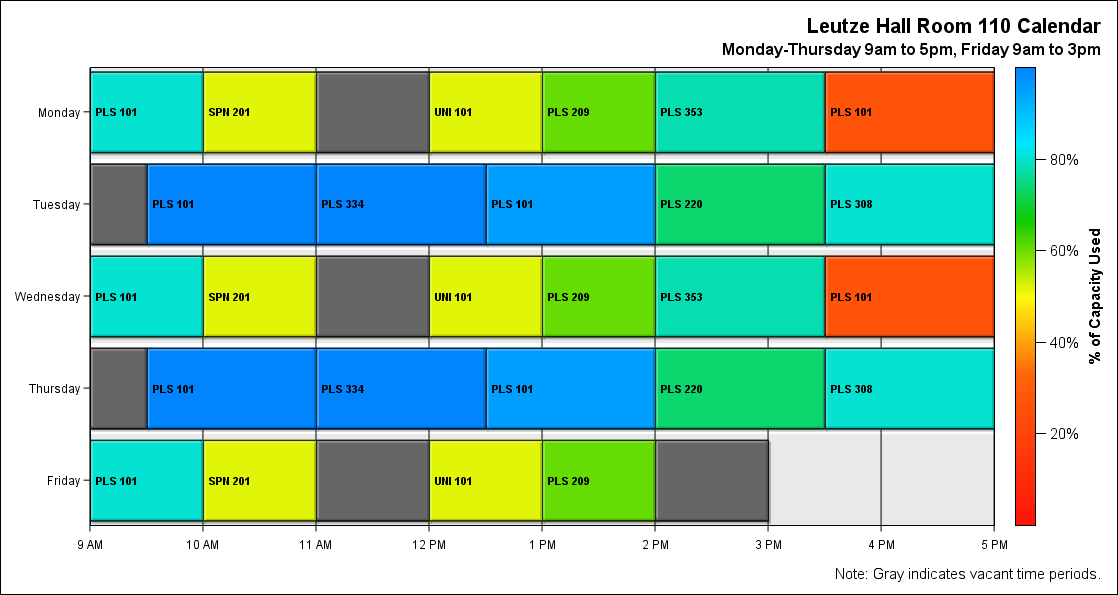 Leutze Hall Room 110 Calendar
Monday-Thursday 9am to 5pm, Friday 9am to 3pm
Monday PLS 101 SPN 201 UNI 101 PLS 209 PLS 353 PLS 101
Tuesday PLS 101 PLS 334 PLS 101 PLS 220 PLS 308
Wednesday PLS 101 SPN 201 UNI 101 PLS 209 PLS 353 PLS 101
Thursday PLS 101 PLS 334 PLS 101 PLS 220 PLS 308
Friday PLS 101 SPN 201 UNI 101 PLS 209
9 AM 10 AM 11 AM 12 PM 1 PM 2 PM 3 PM 4 PM 5 PM
80%
60%
40%
20%
% of Capacity Used
Note: Gray indicates vacant time periods.